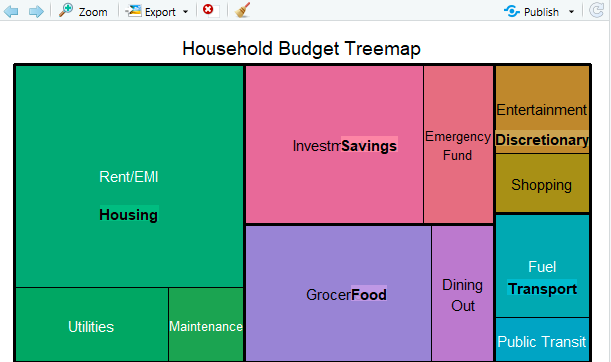 Zoom Export Publish
Household Budget Treemap
Rent/EMI
Housing
Utilities
Maintenance
Savings
Emergency
Fund
Food
Dining
Out
Entertainment
Discretionary
Shopping
Fuel
Transport
Public Transit